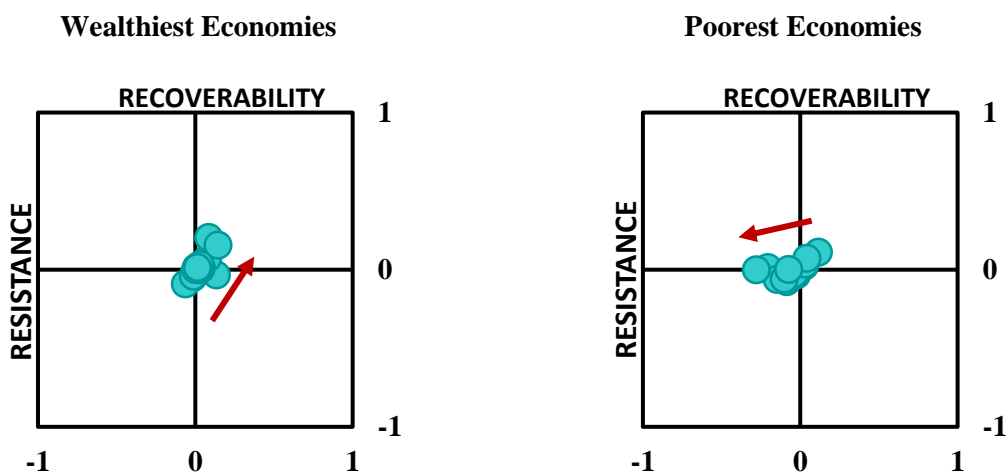 Wealthiest Economies
RECOVERABILITY
1
RESISTANCE
0
-1
-1 0 1
Poorest Economies
RECOVERABILITY
1
RESISTANCE
0
-1
-1 0 1